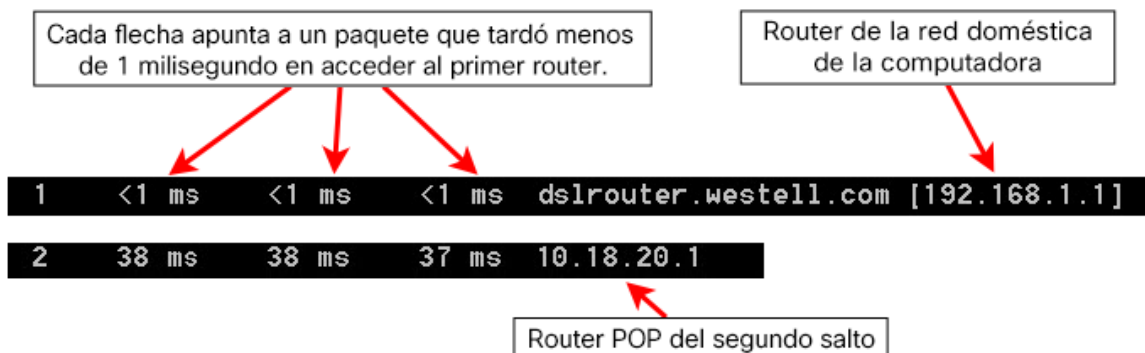 Cada flecha apunta a un paquete que tardó menos
de 1 milisegundo en acceder al primer router.
Router de la red doméstica
de la computadora
1 <1 ms <1 ms <1 ms dslrouter.westell.com [192.168.1.1]
2 38 ms 38 ms 37 ms 10.18.20.1
Router POP del segundo salto